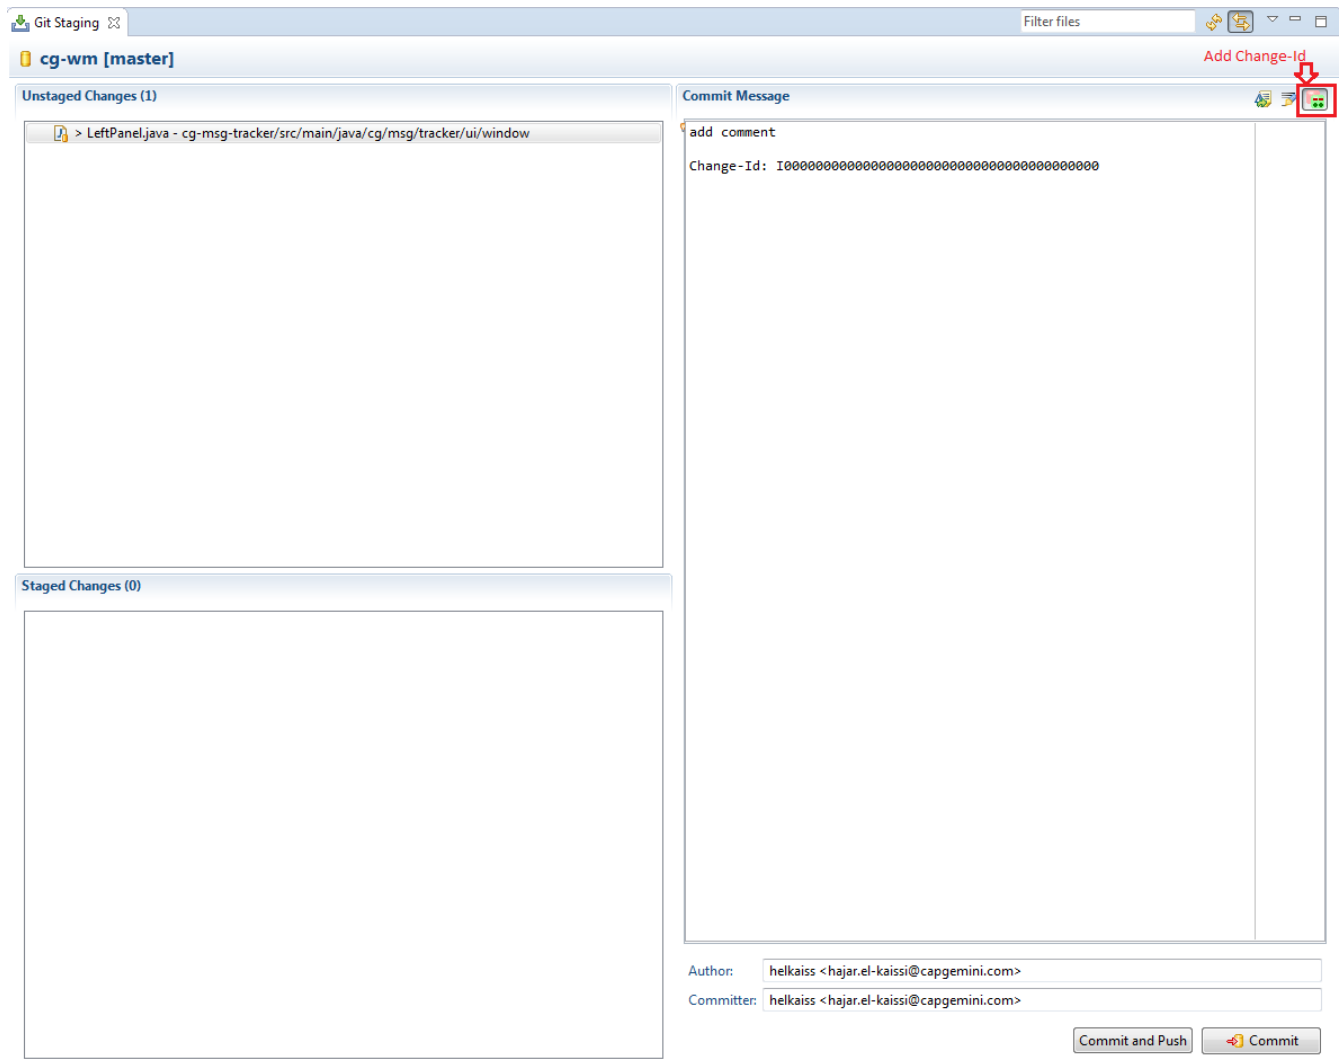 Git Staging
Filter files
cg-wm [master]
Add Change-Id
Unstaged Changes (1)
Commit Message
> LeftPanel.java - cg-msg-tracker/src/main/java/cg/msg/tracker/ui/window
add comment
Change-Id: I0000000000000000000000000000000000000000
Staged Changes (0)
Author: helkaiss <hajar.el-kaissi@capgemini.com>
Committer: helkaiss <hajar.el-kaissi@capgemini.com>
Commit and Push
Commit